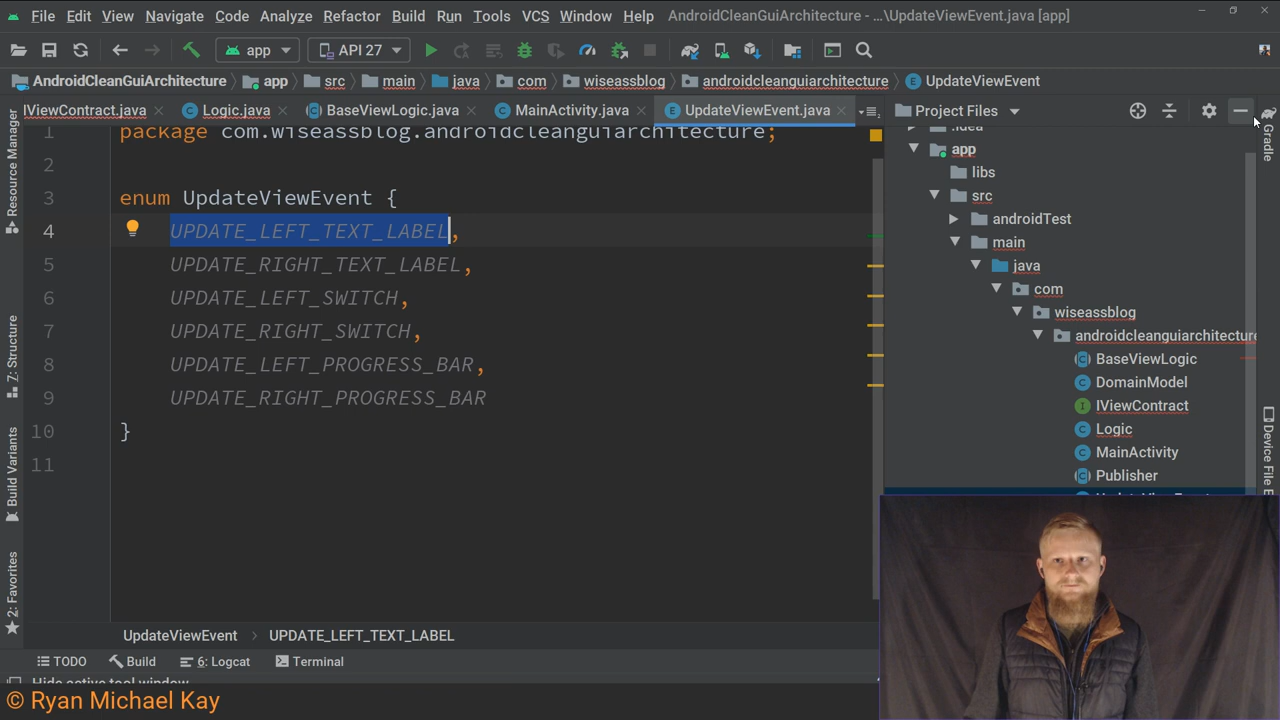 File Edit View Navigate Code Analyze Refactor Build Run Tools VCS Window Help AndroidCleanGuiArchitecture - ...\UpdateViewEvent.java [app]
app API 27
AndroidCleanGuiArchitecture app src main java com wiseassblog androidcleanguiarchitecture UpdateViewEvent
IViewContract.java Logic.java BaseViewLogic.java MainActivity.java UpdateViewEvent.java
Project Files
Resource Manager
7: Structure
Build Variants
2: Favorites
1 package com.wiseassblog.androidcleanguiarchitecture;
2
3 enum UpdateViewEvent {
4 UPDATE_LEFT_TEXT_LABEL,
5 UPDATE_RIGHT_TEXT_LABEL,
6 UPDATE_LEFT_SWITCH,
7 UPDATE_RIGHT_SWITCH,
8 UPDATE_LEFT_PROGRESS_BAR,
9 UPDATE_RIGHT_PROGRESS_BAR
10 }
11
.idea
app
libs
src
androidTest
main
java
com
wiseassblog
androidcleanguiarchitecture
BaseViewLogic
DomainModel
IViewContract
Logic
MainActivity
Publisher
Gradle
Device File E
UpdateViewEvent UPDATE_LEFT_TEXT_LABEL
TODO Build 6: Logcat Terminal
Hide active tool window
© Ryan Michael Kay